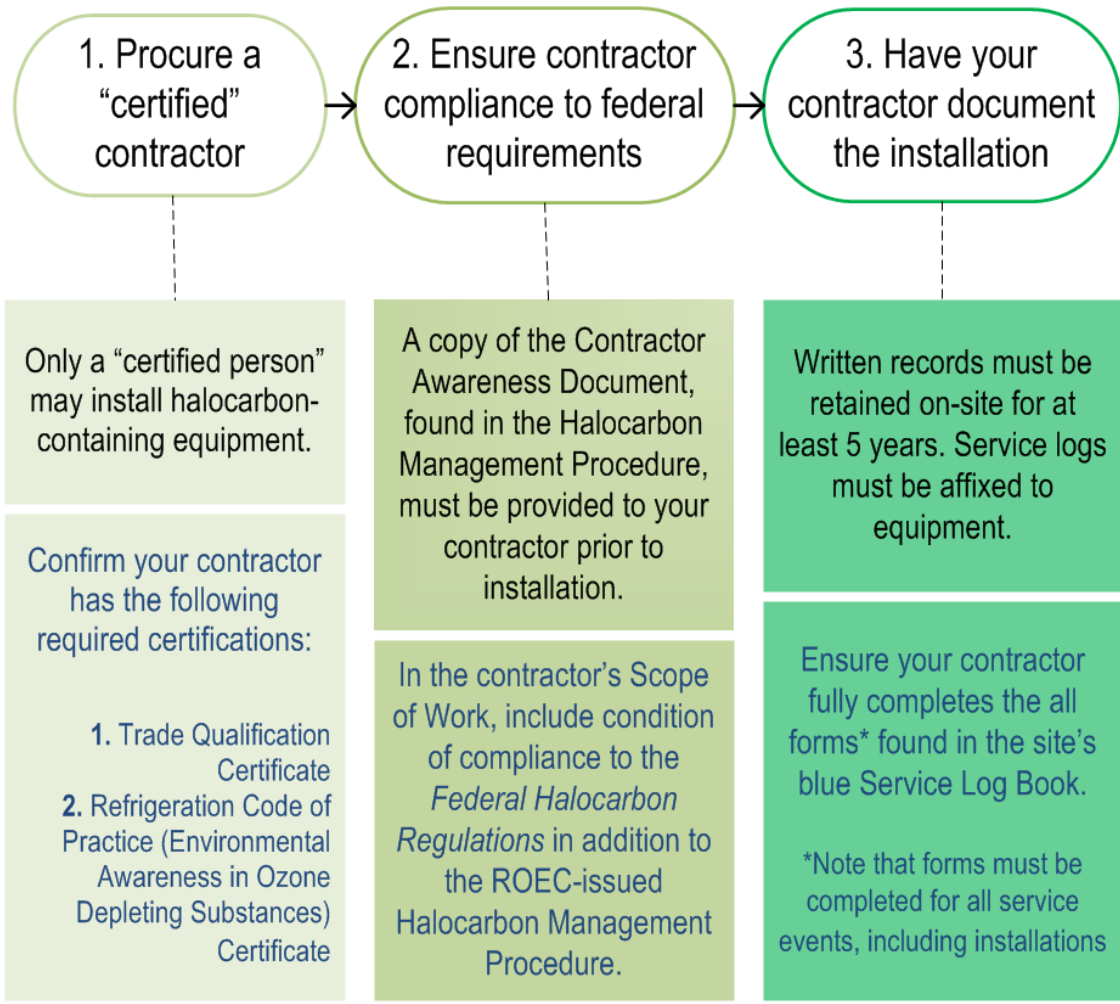 1. Procure a
“certified”
contractor
2. Ensure contractor
compliance to federal
requirements
3. Have your
contractor document
the installation
Only a “certified person”
may install halocarbon-
containing equipment.
Confirm your contractor
has the following
required certifications:
1. Trade Qualification
Certificate
2. Refrigeration Code of
Practice (Environmental
Awareness in Ozone
Depleting Substances)
Certificate
A copy of the Contractor
Awareness Document,
found in the Halocarbon
Management Procedure,
must be provided to your
contractor prior to
installation.
In the contractor’s Scope
of Work, include condition
of compliance to the
Federal Halocarbon
Regulations in addition to
the ROEC-issued
Halocarbon Management
Procedure.
Written records must be
retained on-site for at
least 5 years. Service logs
must be affixed to
equipment.
Ensure your contractor
fully completes the all
forms* found in the site’s
blue Service Log Book.
*Note that forms must be
completed for all service
events, including installations